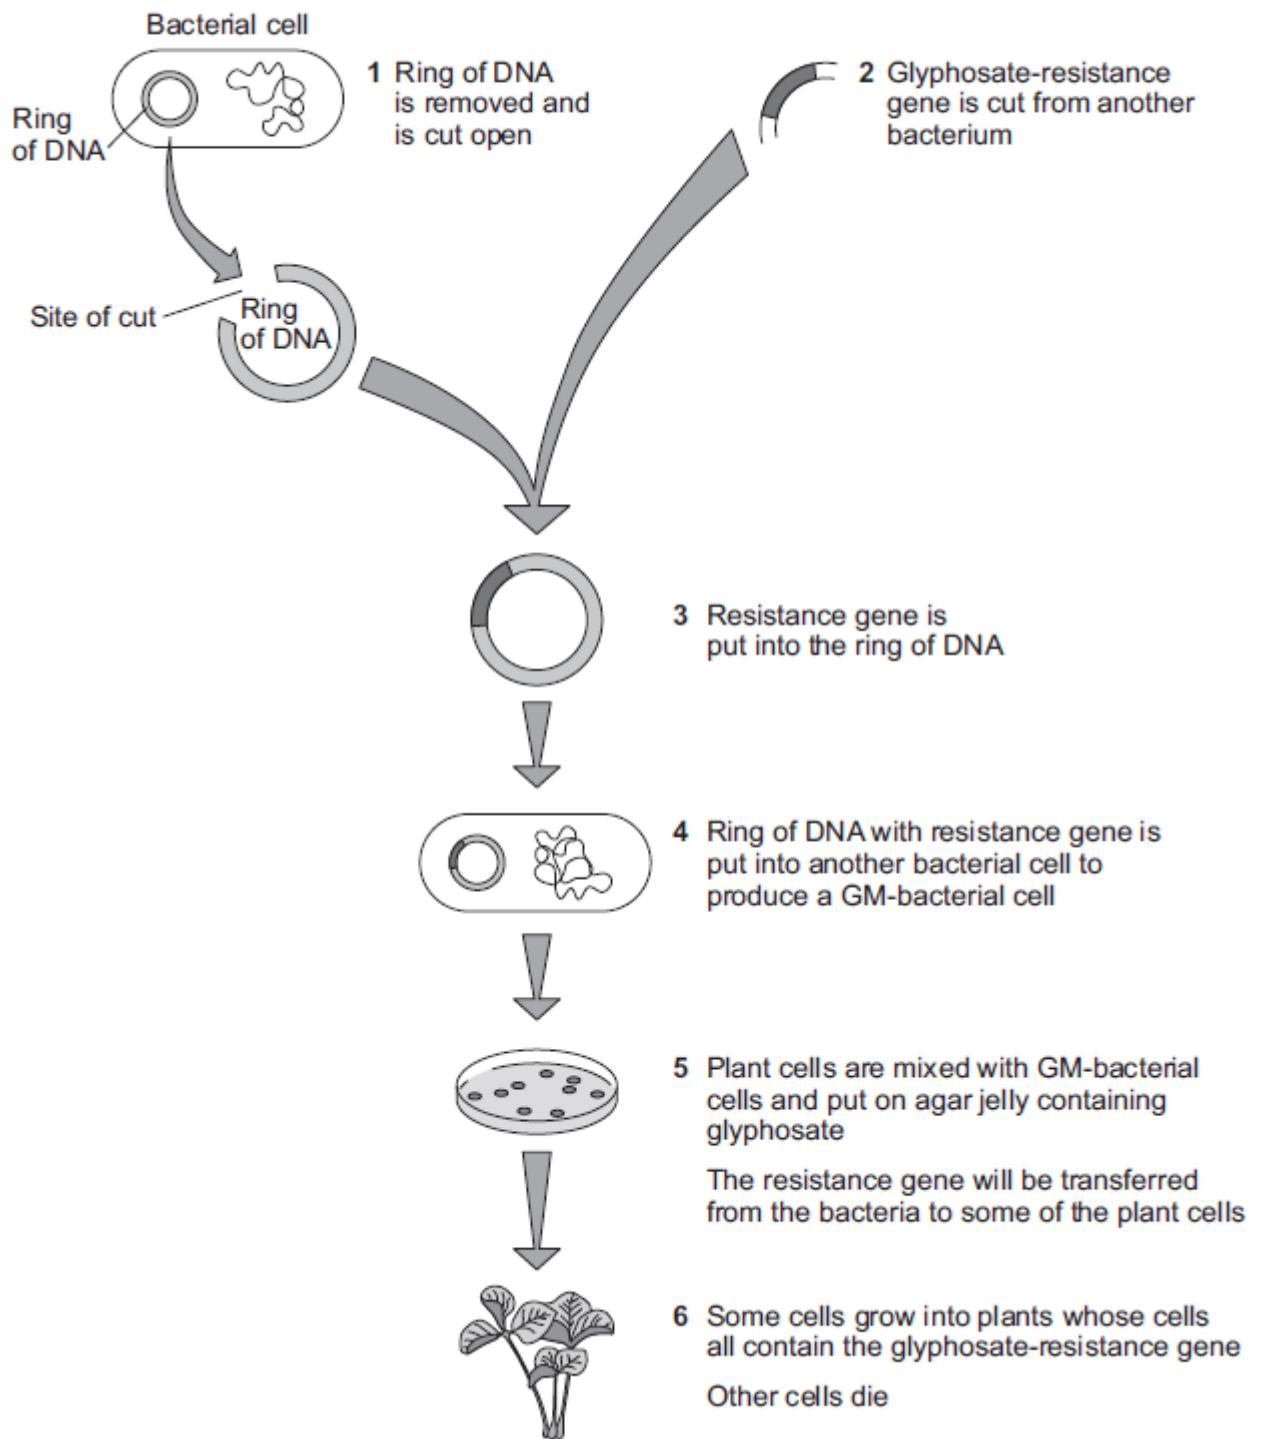 Bacterial cell
Ring
of DNA
1 Ring of DNA
is removed and
is cut open
2 Glyphosate-resistance
gene is cut from another
bacterium
Site of cut
Ring
of DNA
3 Resistance gene is
put into the ring of DNA
4 Ring of DNA with resistance gene is
put into another bacterial cell to
produce a GM-bacterial cell
5 Plant cells are mixed with GM-bacterial
cells and put on agar jelly containing
glyphosate
The resistance gene will be transferred
from the bacteria to some of the plant cells
6 Some cells grow into plants whose cells
all contain the glyphosate-resistance gene
Other cells die